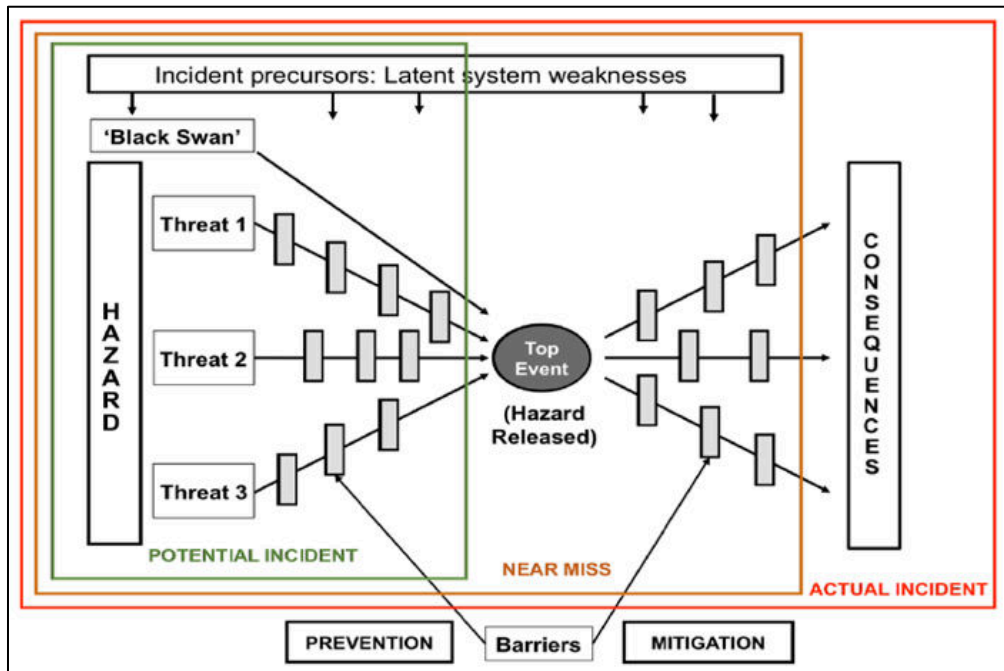 Incident precursors: Latent system weaknesses
‘Black Swan’
HAZARD
Threat 1
Threat 2
Threat 3
Top
Event
(Hazard
Released)
CONSEQUENCES
POTENTIAL INCIDENT
NEAR MISS
ACTUAL INCIDENT
PREVENTION
Barriers
MITIGATION